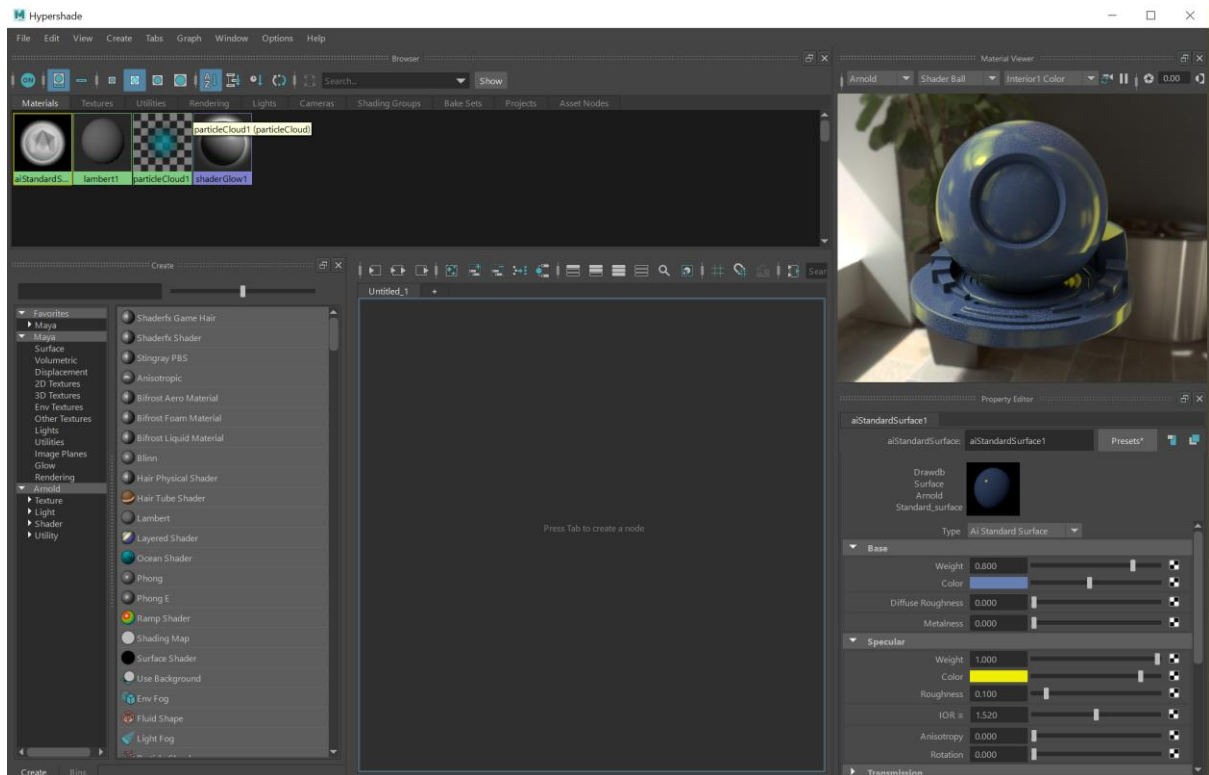 Hypershade
File Edit View Create Tabs Graph Window Options Help
Browser
ON Search... Show
Materials Textures Utilities Rendering Lights Cameras Shading Groups Bake Sets Projects Asset Nodes
particleCloud1 (particleCloud)
aiStandardS... lambert1 particleCloud1 shaderGlow1
Create
Favorites
Maya
Maya
Surface
Volumetric
Displacement
2D Textures
3D Textures
Env Textures
Other Textures
Lights
Utilities
Image Planes
Glow
Rendering
Arnold
Texture
Light
Shader
Utility
Shaderfx Game Hair
Shaderfx Shader
Stingray PBS
Anisotropic
Bifrost Aero Material
Bifrost Foam Material
Bifrost Liquid Material
Blinn
Hair Physical Shader
Hair Tube Shader
Lambert
Layered Shader
Ocean Shader
Phong
Phong E
Ramp Shader
Shading Map
Surface Shader
Use Background
Env Fog
Fluid Shape
Light Fog
Create Bins
Sear
Untitled_1 +
Press Tab to create a node
Material Viewer
Arnold Shader Ball Interior1 Color 0.00
Property Editor
aiStandardSurface1
aiStandardSurface: aiStandardSurface1 Presets*
Drawdb
Surface
Arnold
Standard_surface
Type Ai Standard Surface
Base
Weight 0.800
Color
Diffuse Roughness 0.000
Metalness 0.000
Specular
Weight 1.000
Color
Roughness 0.100
IOR 1.520
Anisotropy 0.000
Rotation 0.000
Transmission